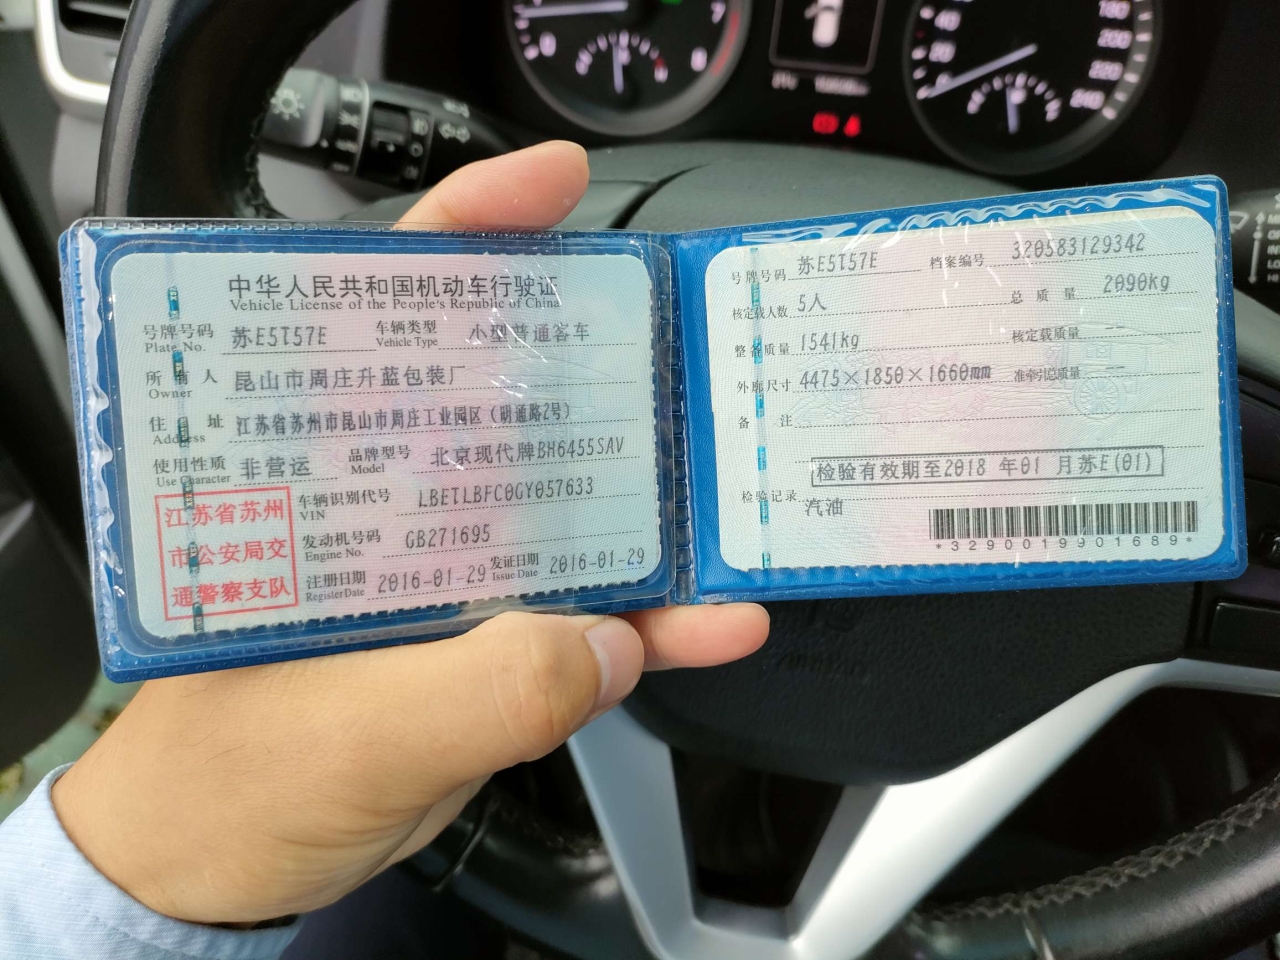 中华人民共和国机动车行驶证
Vehicle License of the People's Republic of China
号牌号码 苏E5T57E 车辆类型 小型普通客车
Plate No. Vehicle Type
所有人 昆山市周庄升蓝包装厂
Owner
住址 江苏省苏州市昆山市周庄工业园区(明通路2号)
Address
使用性质 非营运 品牌型号 北京现代牌BH6455SAV
Use Character Model
江苏省苏州
市公安局交
通警察支队
车辆识别代号 LBETLBFC0GY057633
VIN
发动机号码 GB271695
Engine No.
注册日期 2016-01-29 发证日期 2016-01-29
Register Date Issue Date
号牌号码 苏E5T57E 档案编号 320583129342
核定载人数 5人 总质量 2090kg
整备质量 1541kg 核定载质量 --
外廓尺寸 4475×1850×1660mm 准牵引总质量 --
备注
检验有效期至2018 年01 月苏E(01)
检验记录
汽油
*3290019901689*
0 7 8
0 20 40 180 200 220 240